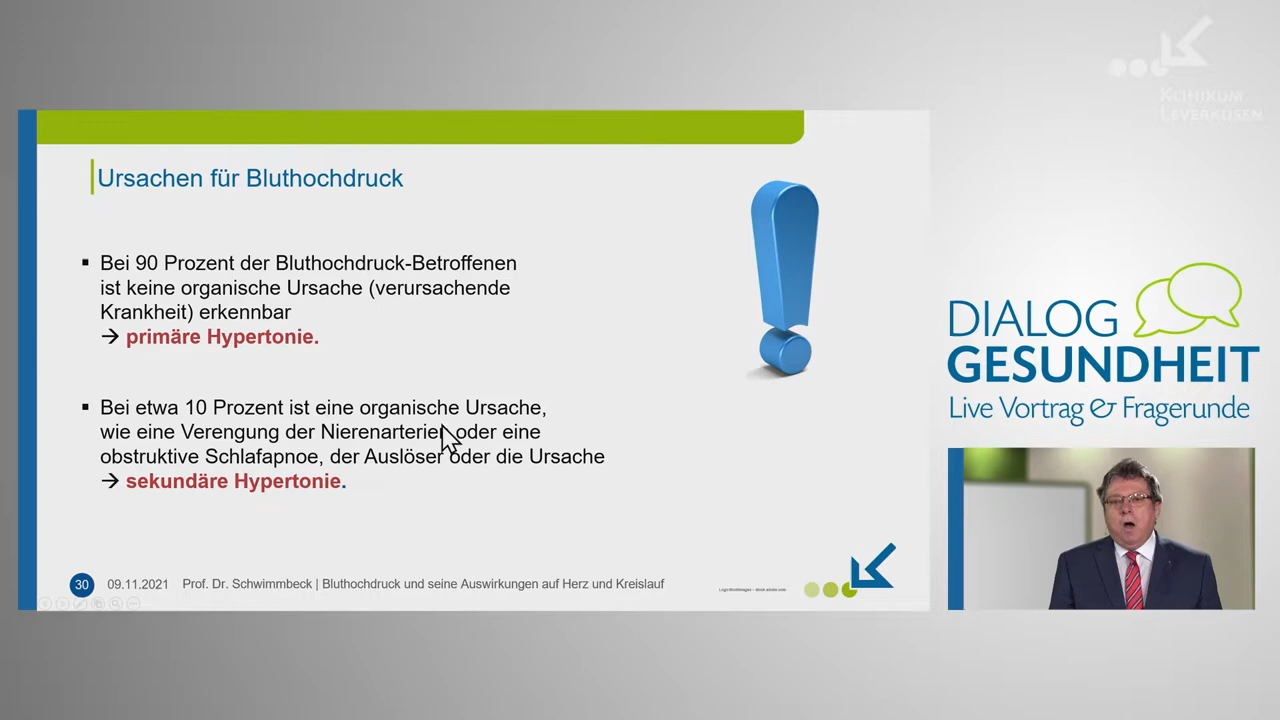 KLINIKUM
LEVERKUSEN
Ursachen für Bluthochdruck
▪ Bei 90 Prozent der Bluthochdruck-Betroffenen
ist keine organische Ursache (verursachende
Krankheit) erkennbar
→ primäre Hypertonie.
▪ Bei etwa 10 Prozent ist eine organische Ursache,
wie eine Verengung der Nierenarterien oder eine
obstruktive Schlafapnoe, der Auslöser oder die Ursache
→ sekundäre Hypertonie.
30 09.11.2021 Prof. Dr. Schwimmbeck | Bluthochdruck und seine Auswirkungen auf Herz und Kreislauf
DIALOG
GESUNDHEIT
Live Vortrag & Fragerunde